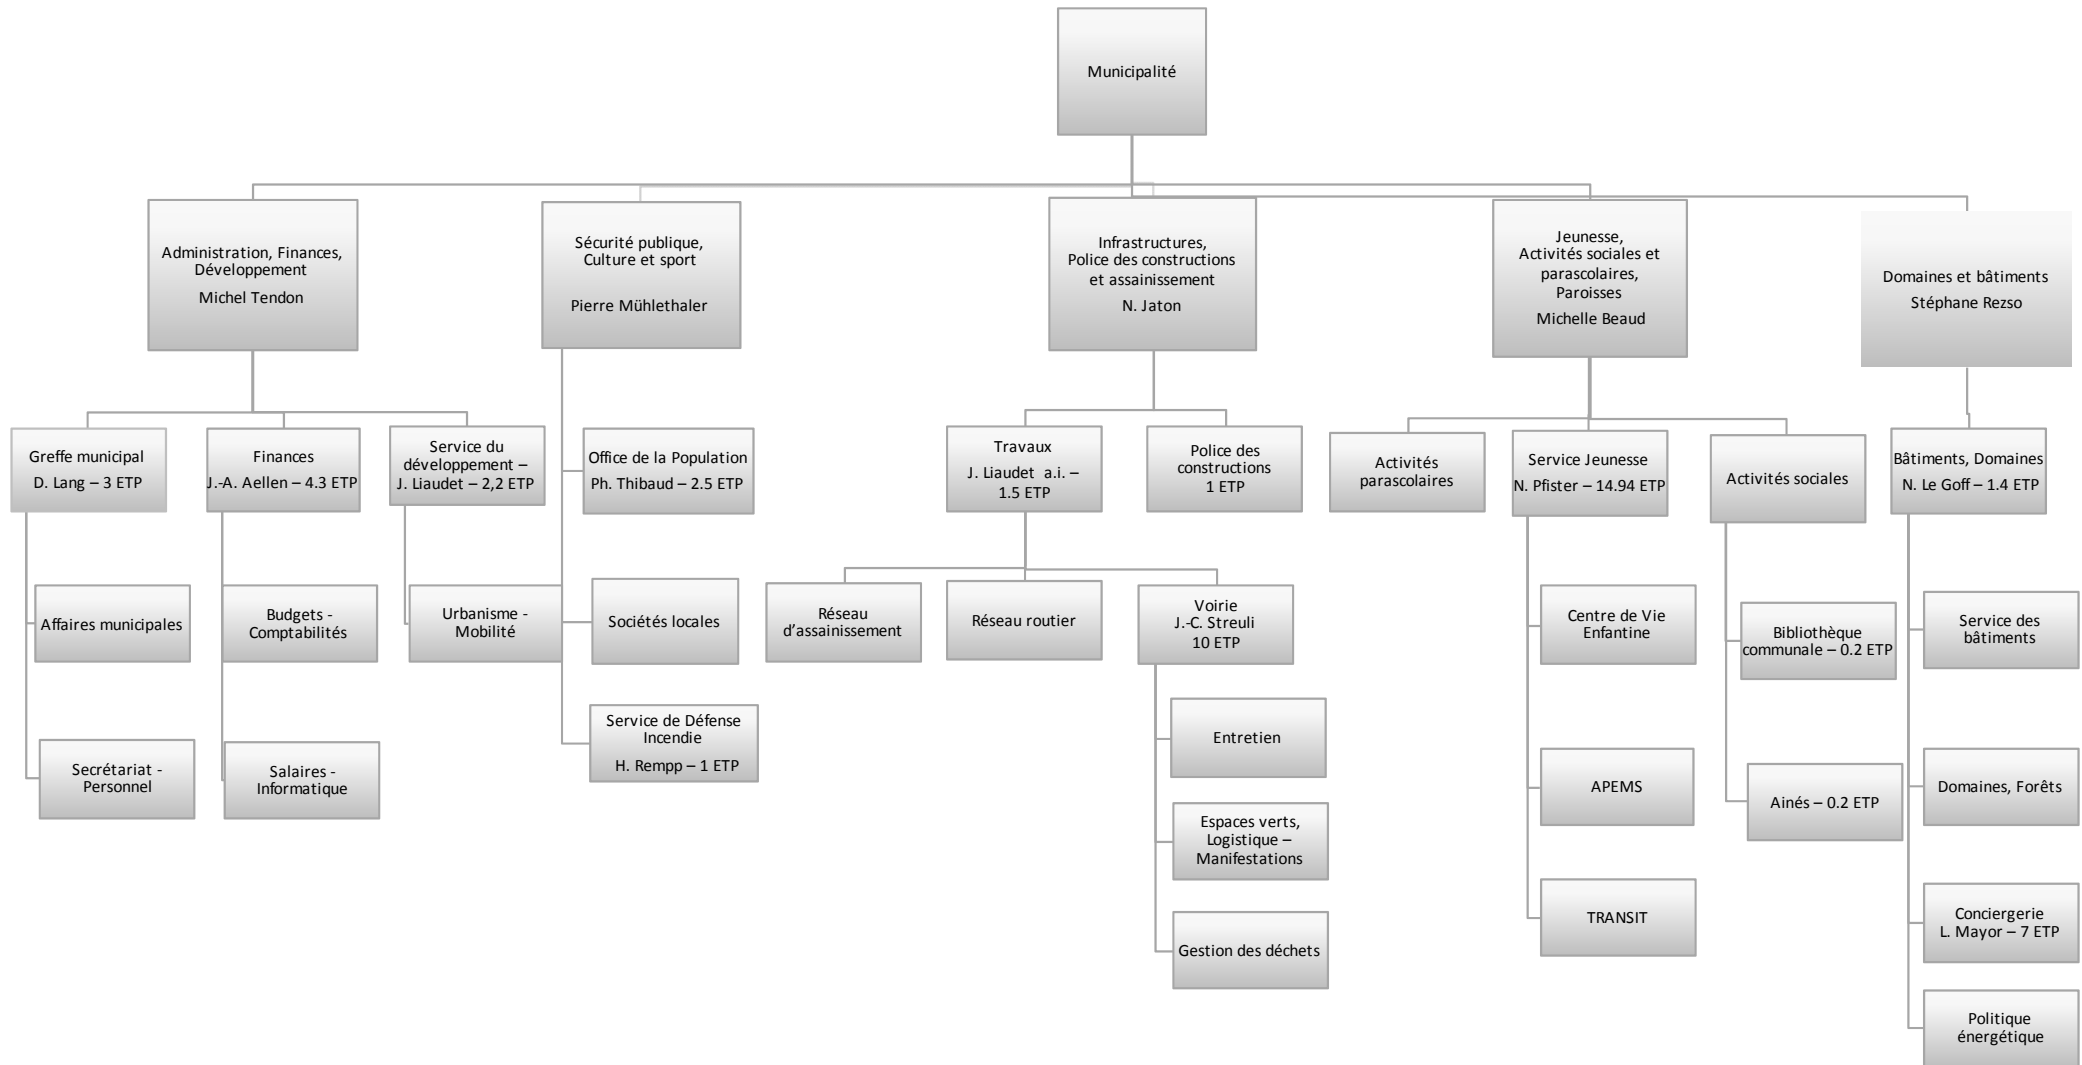 Municipalité
Administration, Finances,
Développement
Michel Tendon
Sécurité publique,
Culture et sport
Pierre Mühlethaler
Infrastructures,
Police des constructions
et assainissement
N. Jaton
Jeunesse,
Activités sociales et
parascolaires,
Paroisses
Michelle Beaud
Domaines et bâtiments
Stéphane Rezso
Greffe municipal
D. Lang – 3 ETP
Finances
J.-A. Aellen – 4.3 ETP
Service du
développement –
J. Liaudet – 2,2 ETP
Office de la Population
Ph. Thibaud – 2.5 ETP
Travaux
J. Liaudet a.i. –
1.5 ETP
Police des
constructions
1 ETP
Activités
parascolaires
Service Jeunesse
N. Pfister – 14.94 ETP
Activités sociales
Bâtiments, Domaines
N. Le Goff – 1.4 ETP
Affaires municipales
Budgets -
Comptabilités
Urbanisme -
Mobilité
Sociétés locales
Réseau
d'assainissement
Réseau routier
Voirie
J.-C. Streuli
10 ETP
Centre de Vie
Enfantine
Bibliothèque
communale – 0.2 ETP
Service des
bâtiments
Secrétariat -
Personnel
Salaires -
Informatique
Service de Défense
Incendie
H. Rempp – 1 ETP
Entretien
APEMS
Ainés – 0.2 ETP
Domaines, Forêts
Espaces verts,
Logistique –
Manifestations
TRANSIT
Conciergerie
L. Mayor – 7 ETP
Gestion des déchets
Politique
énergétique